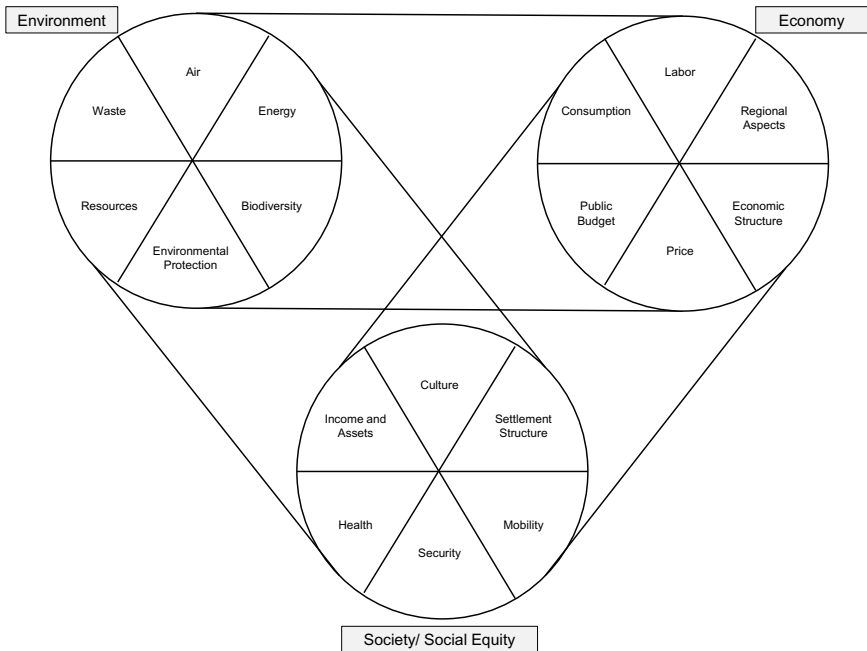 Environment
Economy
Air
Waste
Energy
Resources
Biodiversity
Environmental
Protection
Labor
Consumption
Regional
Aspects
Public
Budget
Economic
Structure
Price
Culture
Income and
Assets
Settlement
Structure
Health
Mobility
Security
Society/ Social Equity